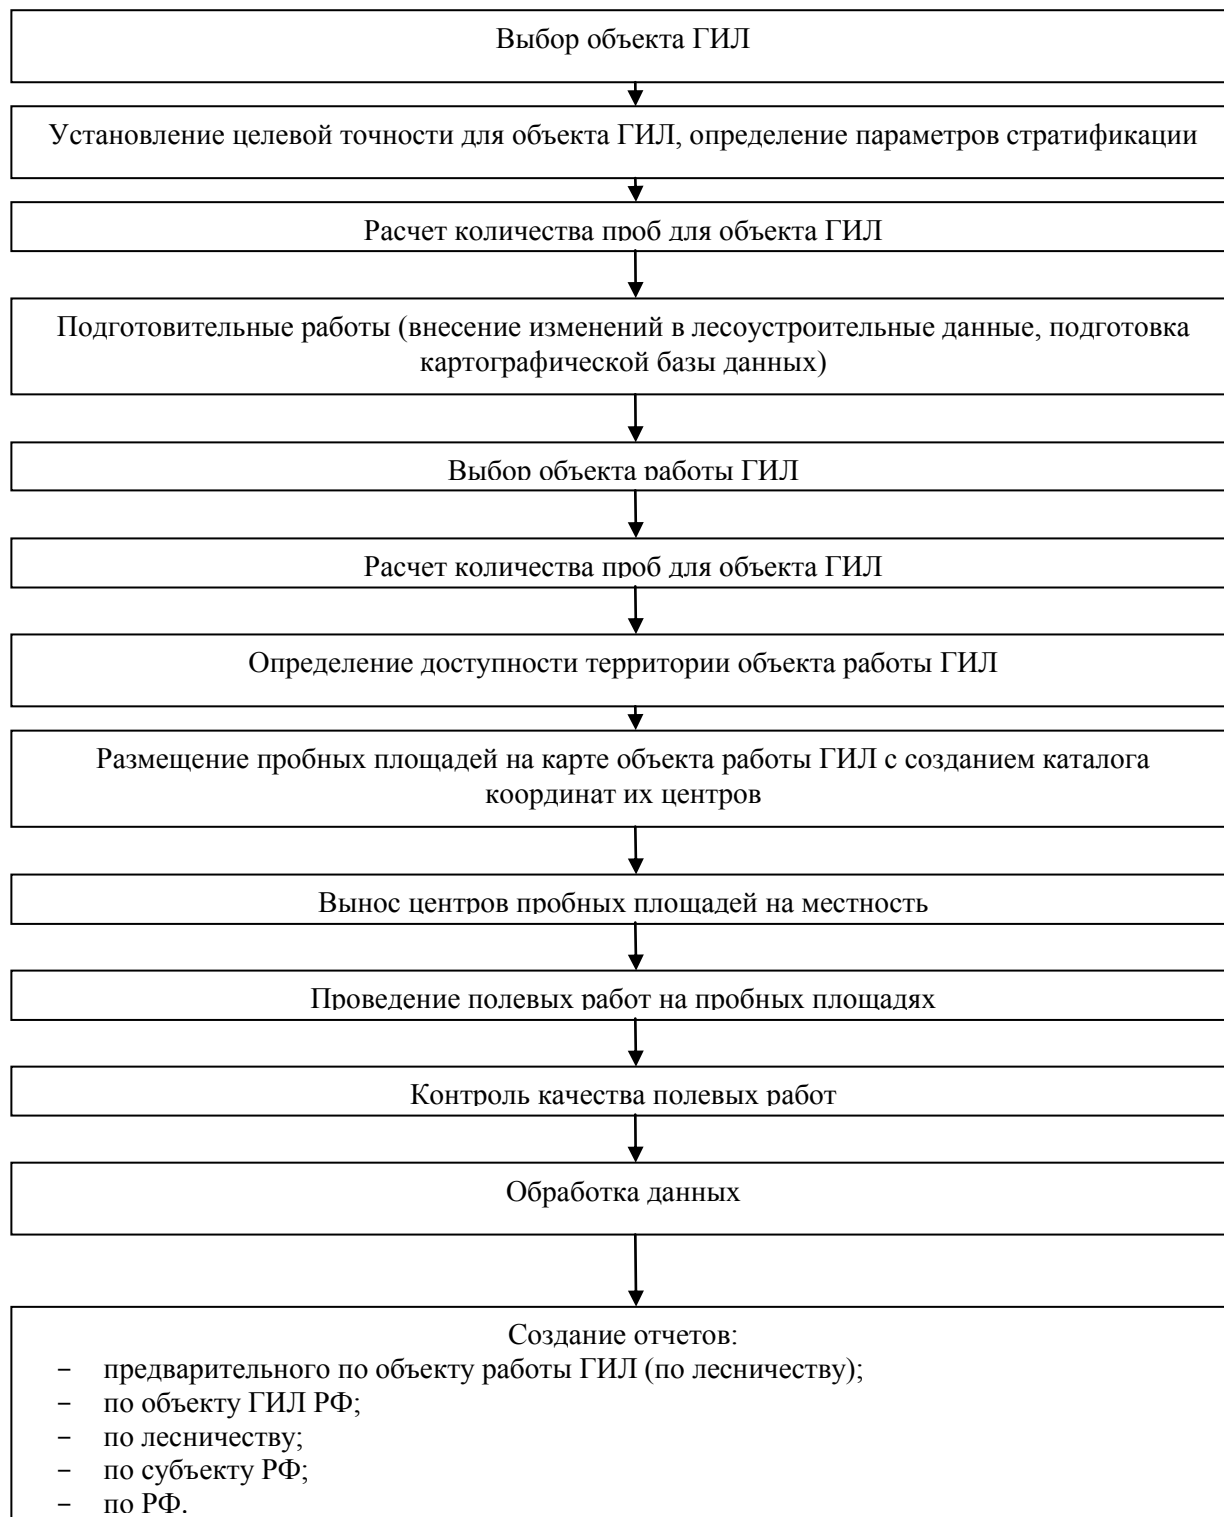 Выбор объекта ГИЛ
Установление целевой точности для объекта ГИЛ, определение параметров стратификации
Расчет количества проб для объекта ГИЛ
Подготовительные работы (внесение изменений в лесоустроительные данные, подготовка
картографической базы данных)
Выбор объекта работы ГИЛ
Расчет количества проб для объекта ГИЛ
Определение доступности территории объекта работы ГИЛ
Размещение пробных площадей на карте объекта работы ГИЛ с созданием каталога
координат их центров
Вынос центров пробных площадей на местность
Проведение полевых работ на пробных площадях
Контроль качества полевых работ
Обработка данных
Создание отчетов:
– предварительного по объекту работы ГИЛ (по лесничеству);
– по объекту ГИЛ РФ;
– по лесничеству;
– по субъекту РФ;
– по РФ.